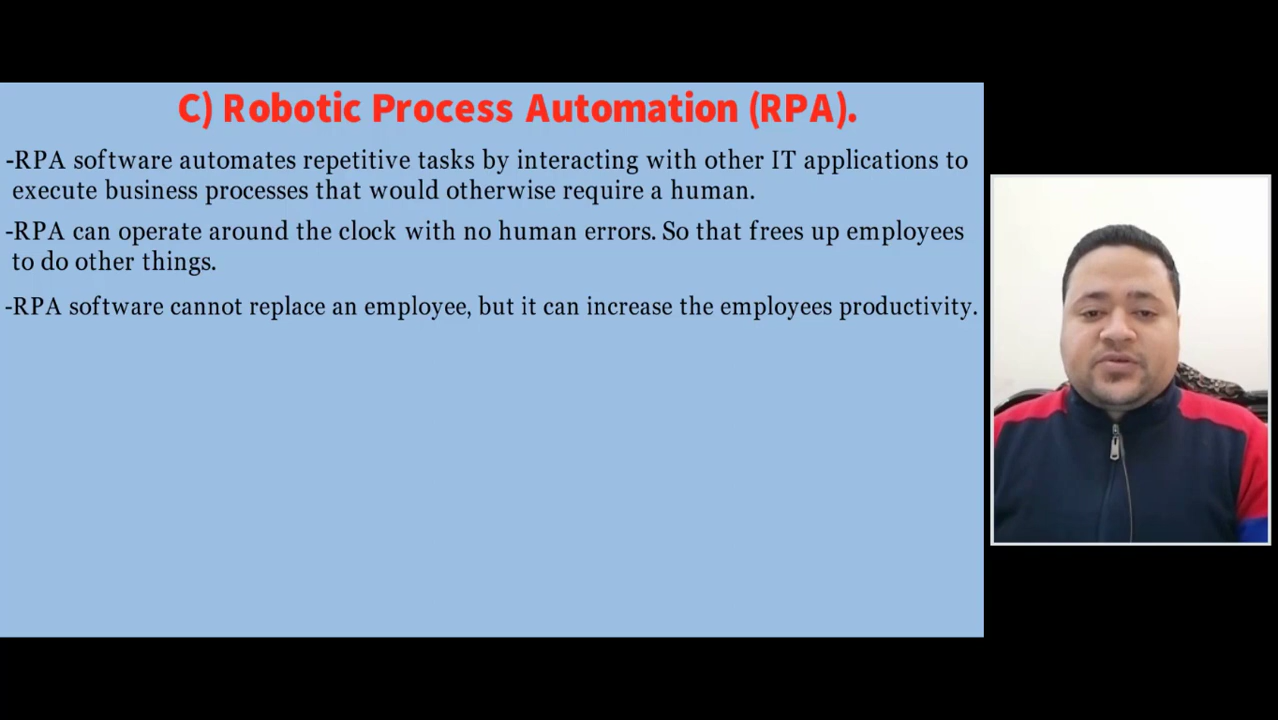 C) Robotic Process Automation (RPA).
-RPA software automates repetitive tasks by interacting with other IT applications to
execute business processes that would otherwise require a human.
-RPA can operate around the clock with no human errors. So that frees up employees
to do other things.
-RPA software cannot replace an employee, but it can increase the employees productivity.